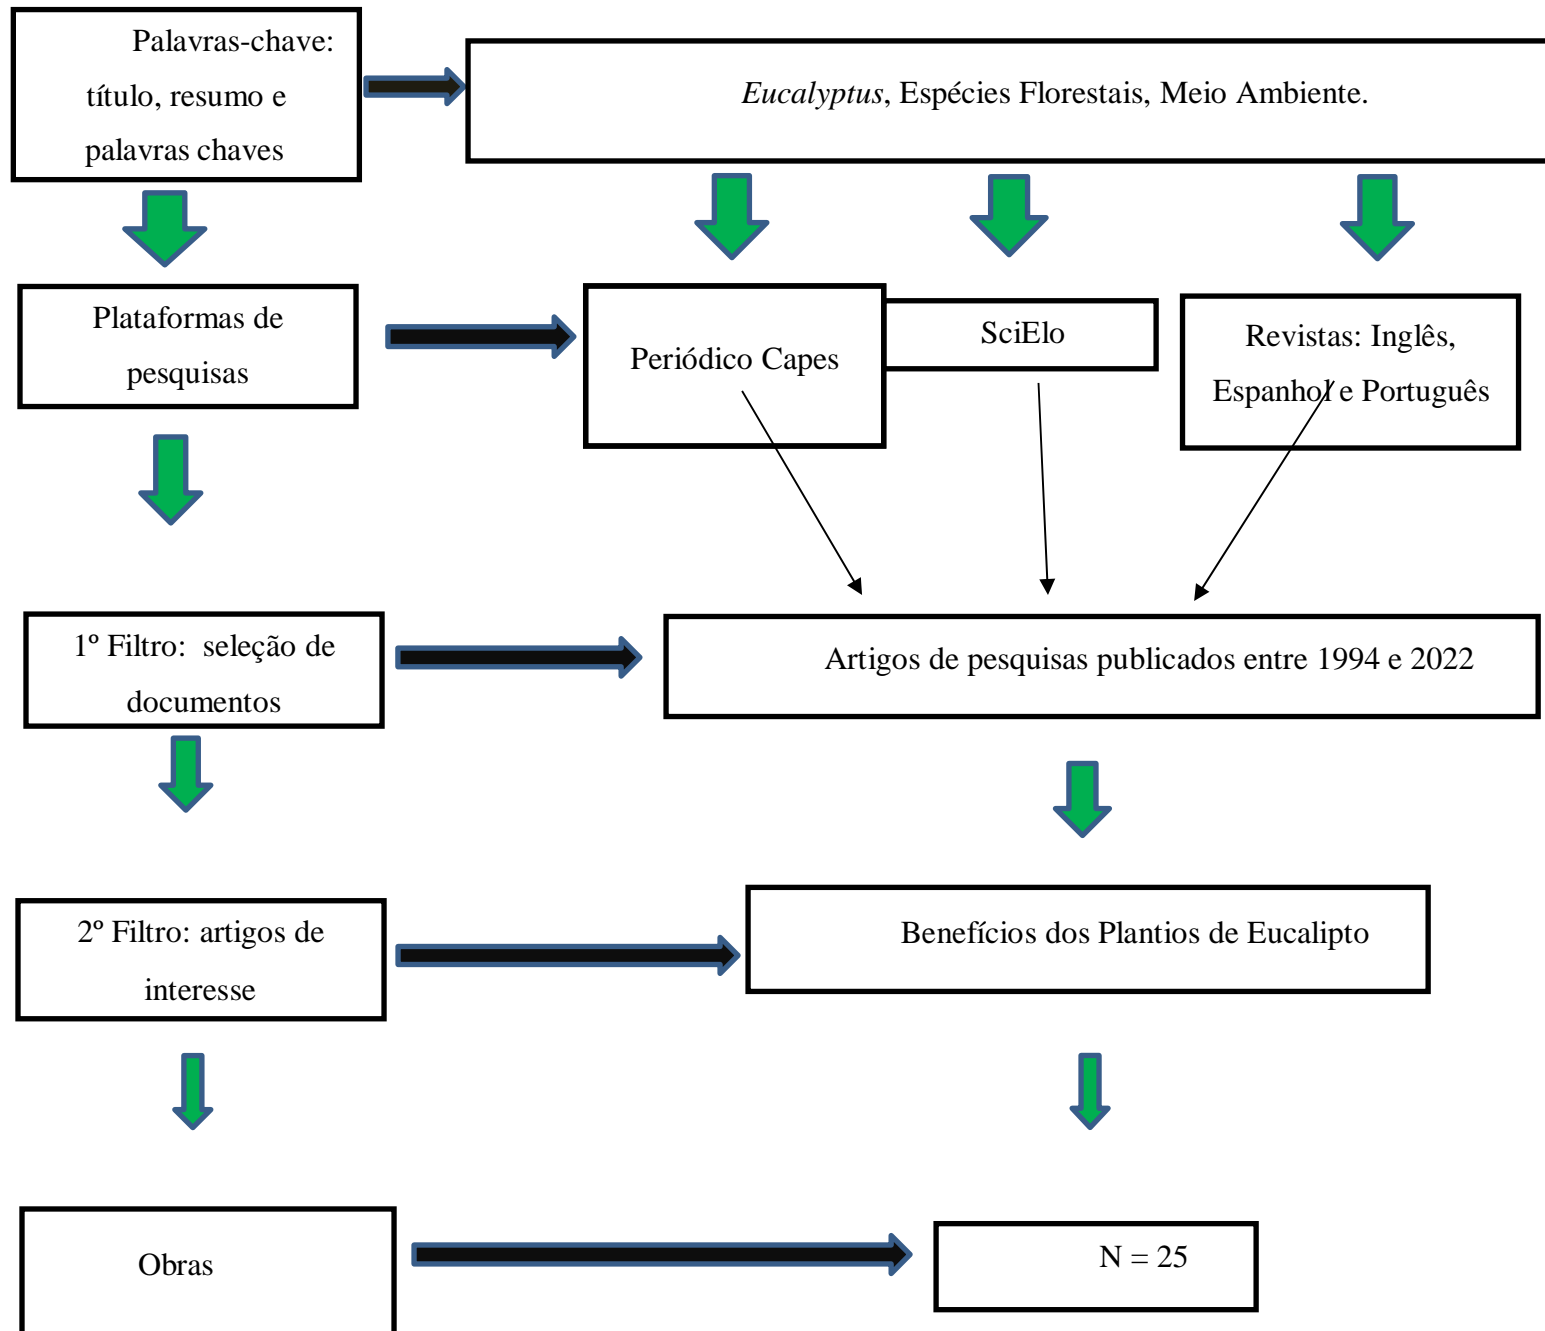 Palavras-chave:
título, resumo e
palavras chaves
Eucalyptus, Espécies Florestais, Meio Ambiente.
Plataformas de
pesquisas
Periódico Capes
SciElo
Revistas: Inglês,
Espanhol e Português
1º Filtro: seleção de
documentos
Artigos de pesquisas publicados entre 1994 e 2022
2º Filtro: artigos de
interesse
Benefícios dos Plantios de Eucalipto
Obras
N = 25